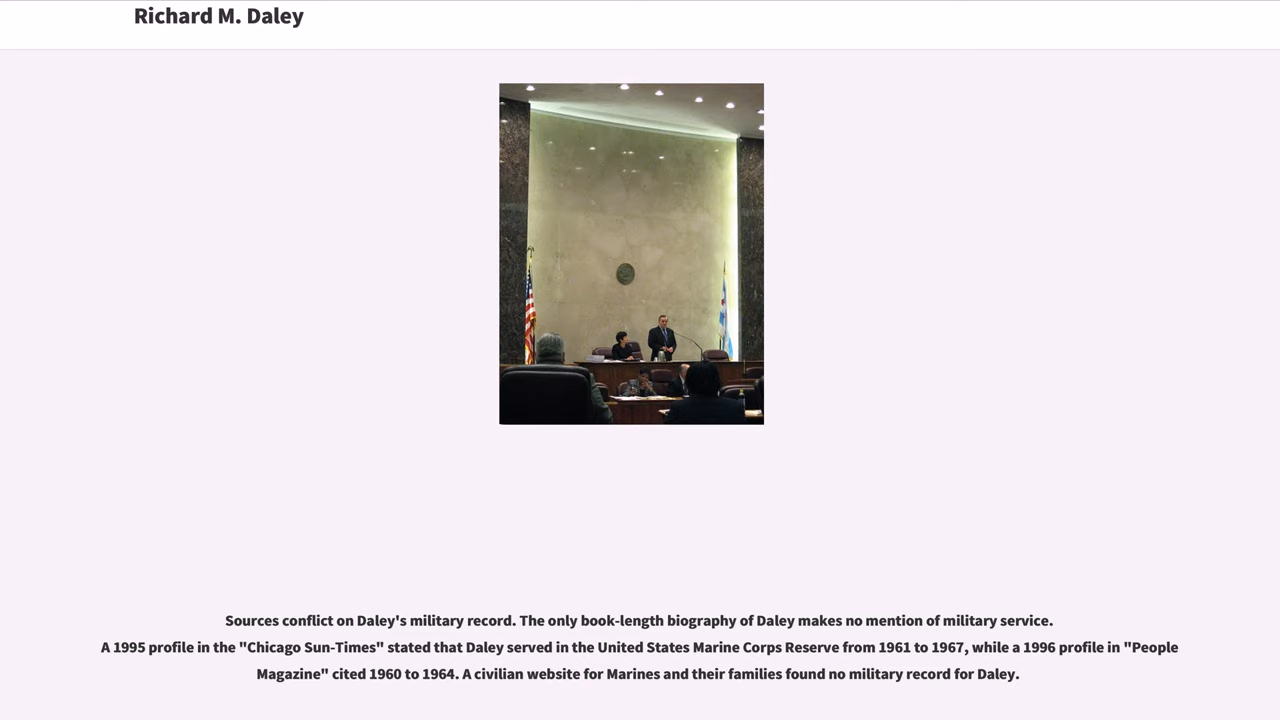 Richard M. Daley
Sources conflict on Daley's military record. The only book-length biography of Daley makes no mention of military service.
A 1995 profile in the "Chicago Sun-Times" stated that Daley served in the United States Marine Corps Reserve from 1961 to 1967, while a 1996 profile in "People
Magazine" cited 1960 to 1964. A civilian website for Marines and their families found no military record for Daley.